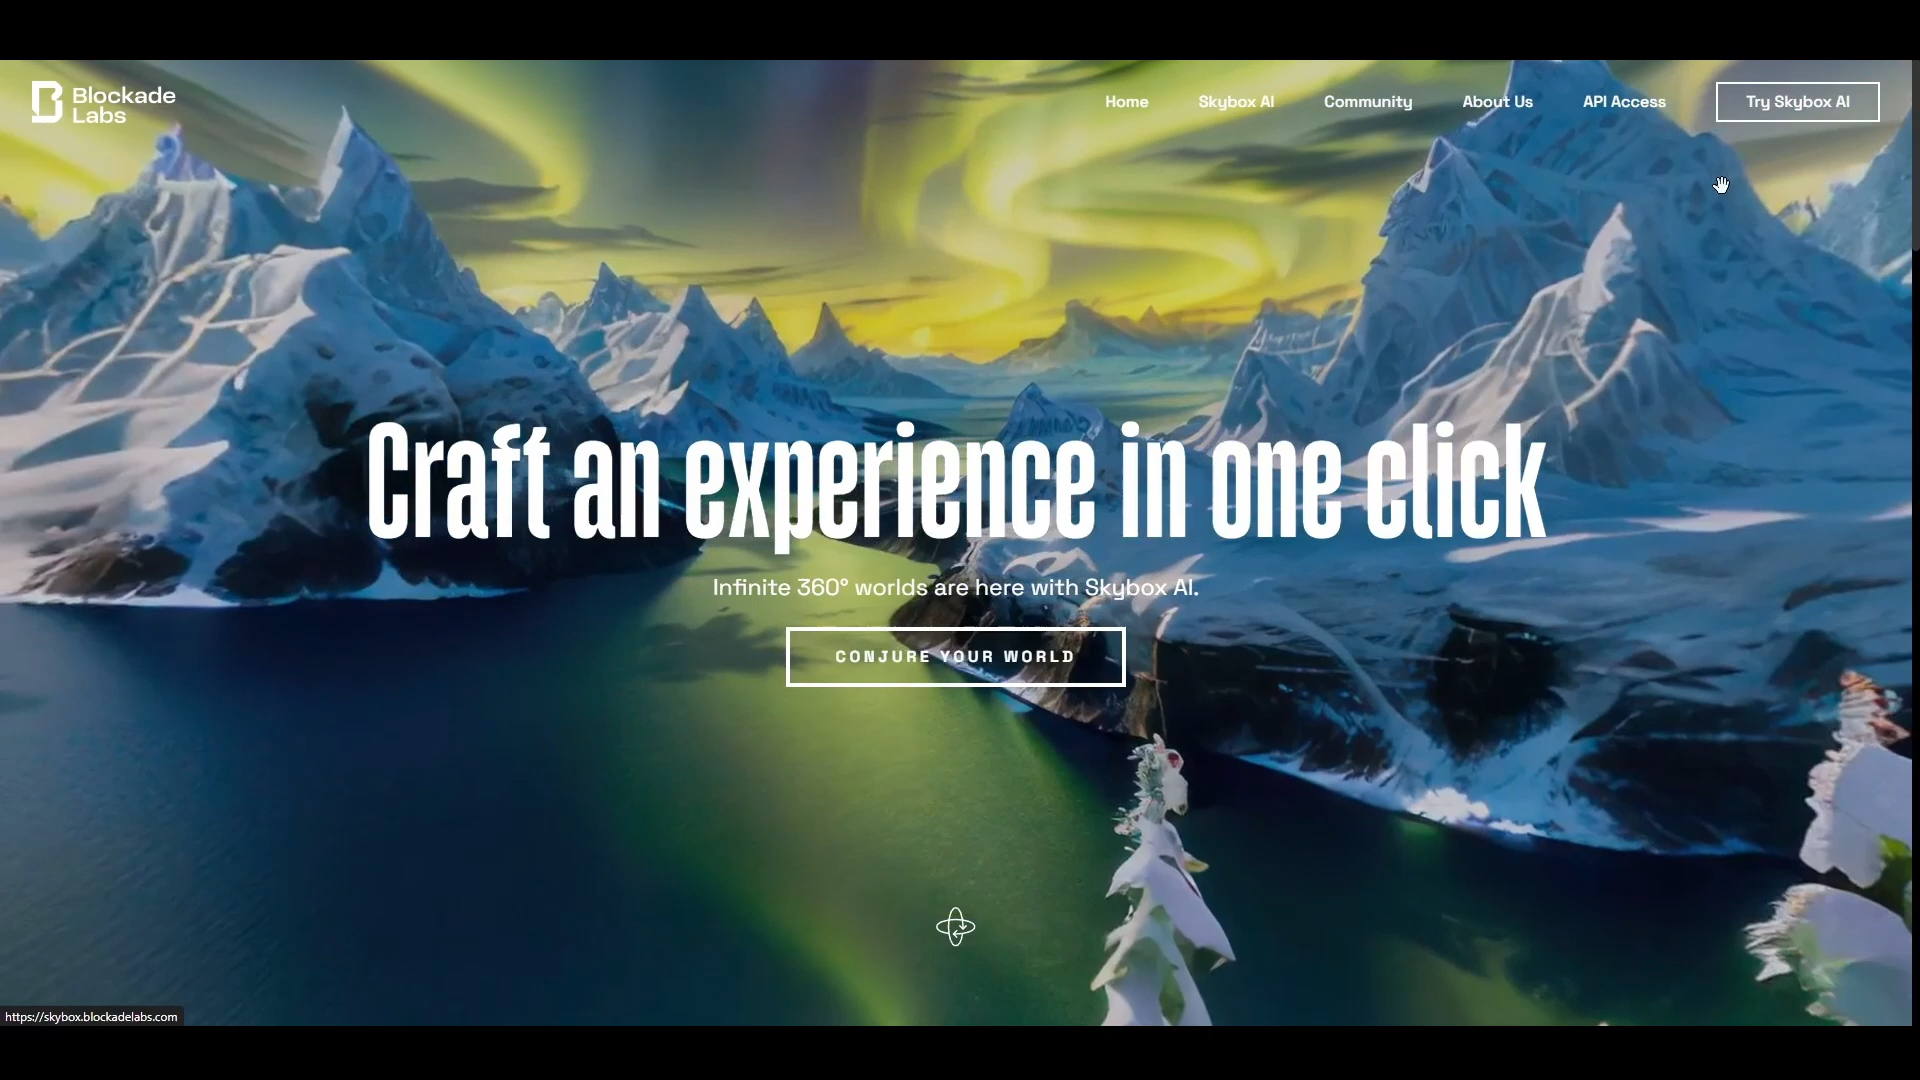 Blockade
Labs
Home
Skybox AI
Community
About Us
API Access
Try Skybox AI
Craft an experience in one click
Infinite 360° worlds are here with Skybox AI.
CONJURE YOUR WORLD
https://skybox.blockadelabs.com